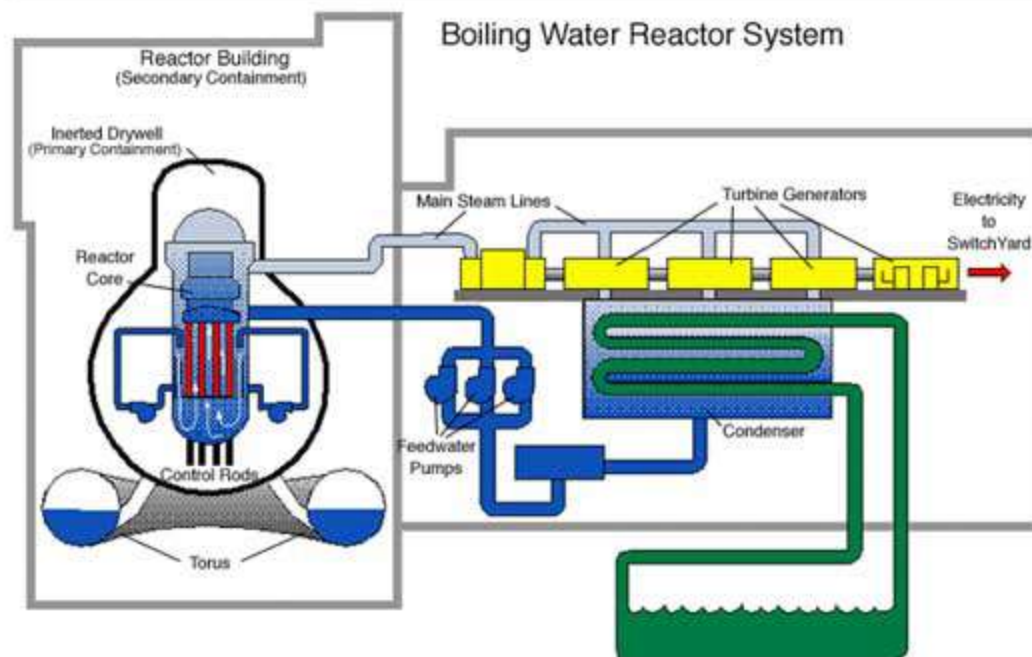 Boiling Water Reactor System
Reactor Building
(Secondary Containment)
Inerted Drywell
(Primary Containment)
Main Steam Lines
Turbine Generators
Electricity
to
SwitchYard
Reactor
Core
Feedwater
Pumps
Condenser
Control Rods
Torus